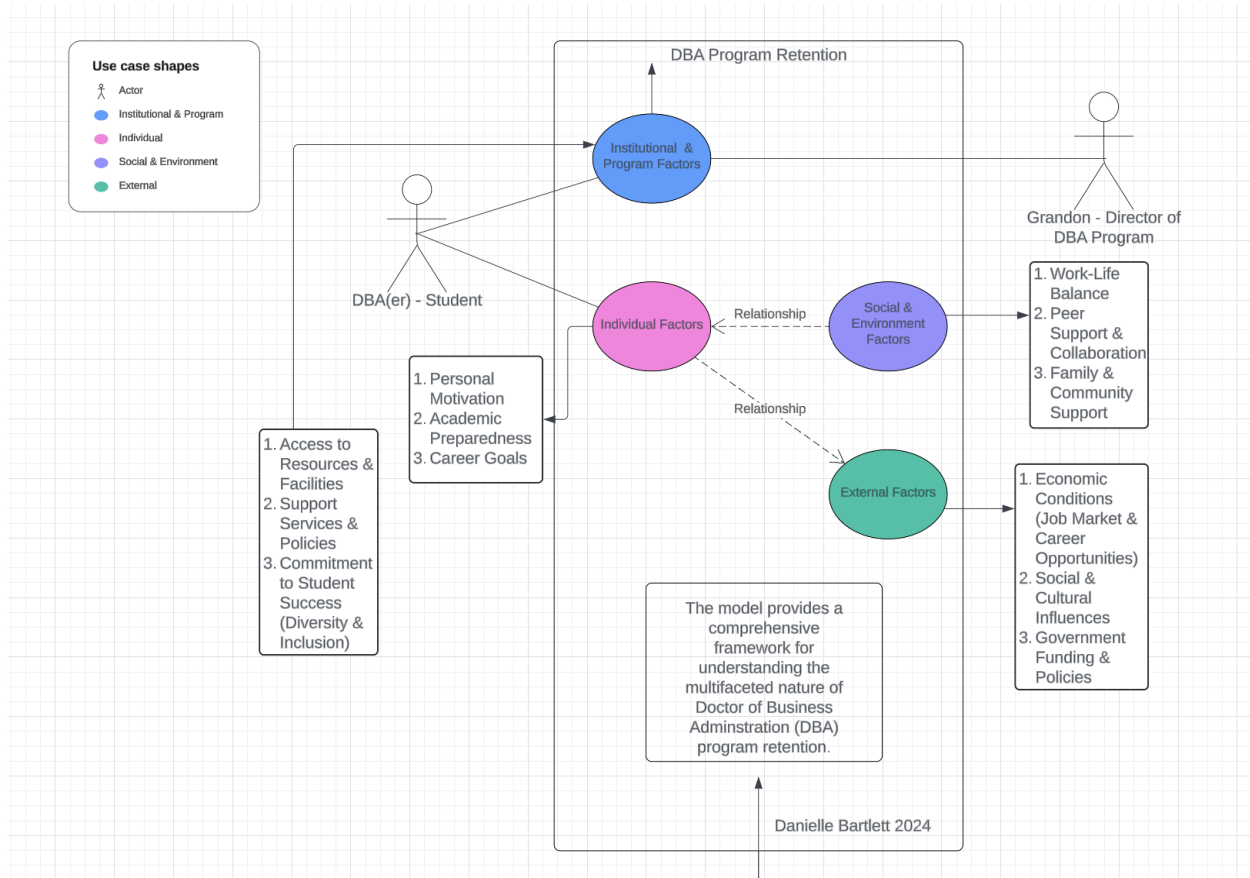 Use case shapes
Actor
Institutional & Program
Individual
Social & Environment
External
DBA Program Retention
Institutional &
Program Factors
Grandon - Director of
DBA Program
DBA(er) - Student
Individual Factors
Relationship
Social &
Environment
Factors
1. Work-Life
Balance
2. Peer
Support &
Collaboration
3. Family &
Community
Support
1. Personal
Motivation
2. Academic
Preparedness
3. Career Goals
Relationship
1. Access to
Resources &
Facilities
2. Support
Services &
Policies
3. Commitment
to Student
Success
(Diversity &
Inclusion)
External Factors
1. Economic
Conditions
(Job Market &
Career
Opportunities)
2. Social &
Cultural
Influences
3. Government
Funding &
Policies
The model provides a
comprehensive
framework for
understanding the
multifaceted nature of
Doctor of Business
Adminstration (DBA)
program retention.
Danielle Bartlett 2024